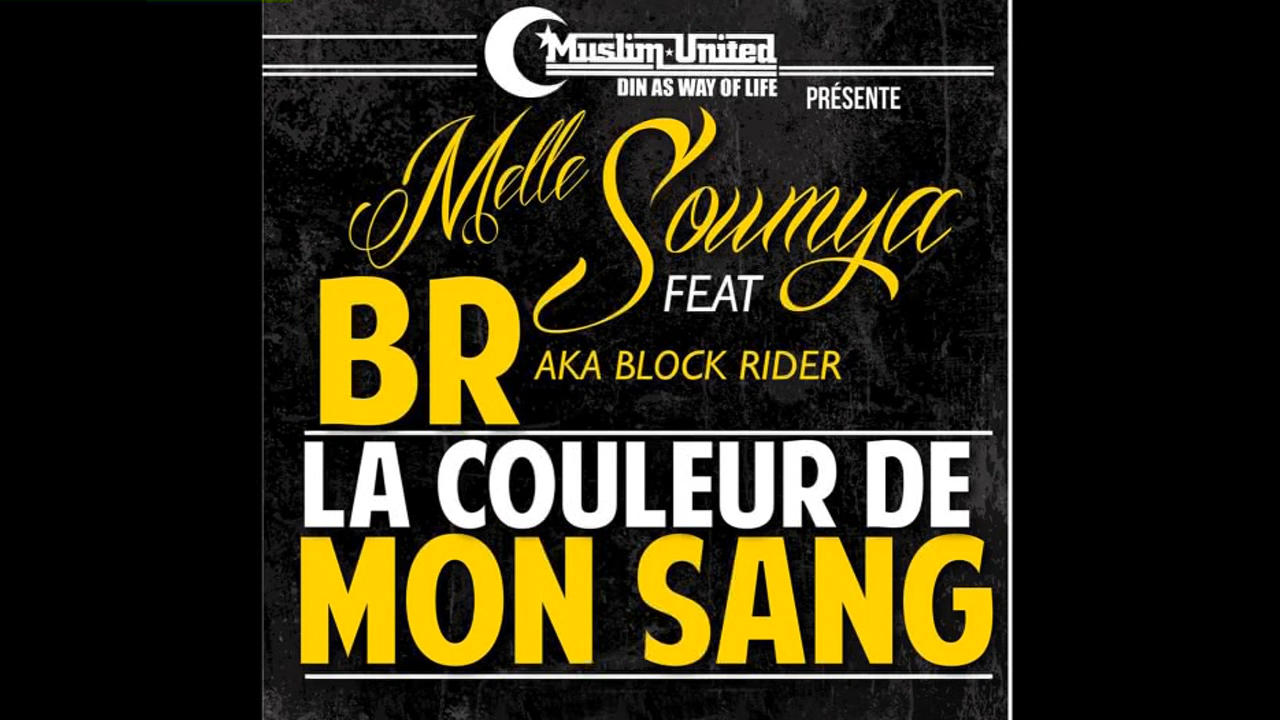 Muslim★United
DIN AS WAY OF LIFE
PRÉSENTE
Melle Soumya
FEAT
BR AKA BLOCK RIDER
LA COULEUR DE
MON SANG